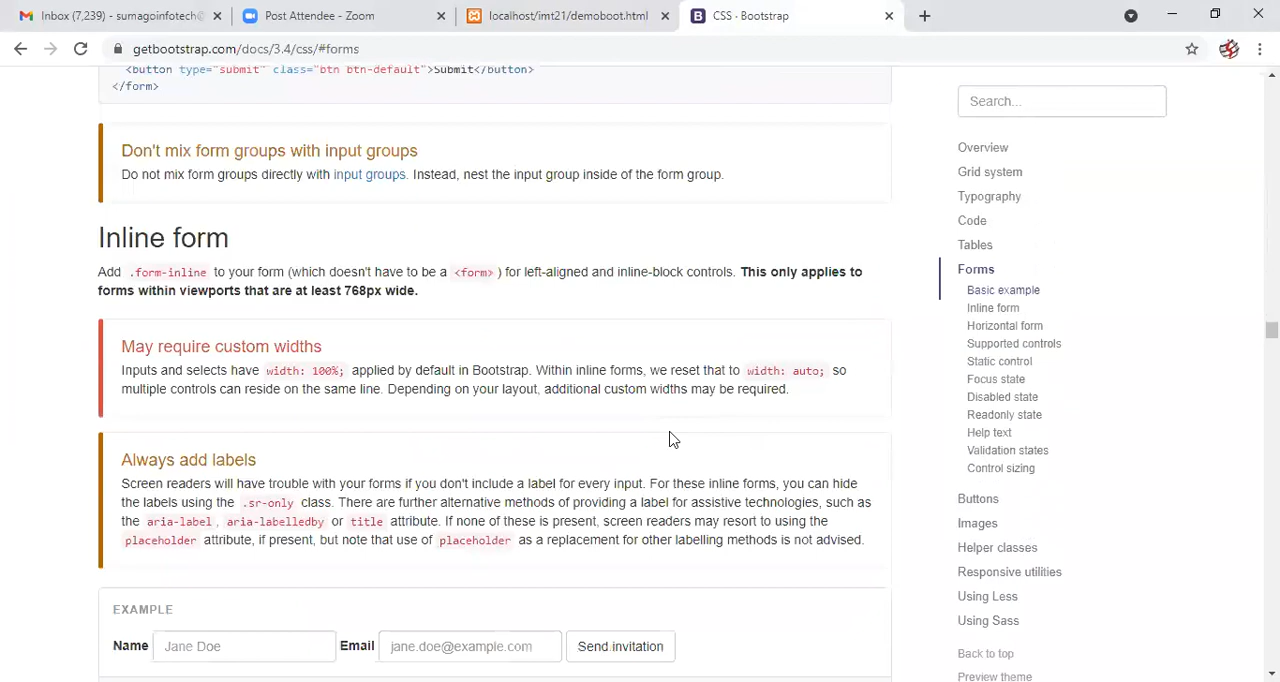 Inbox (7,239) - sumagoinfotech@
Post Attendee - Zoom
localhost/imt21/demoboot.html
B
CSS · Bootstrap
getbootstrap.com/docs/3.4/css/#forms
<button type="submit" class="btn btn-default">Submit</button>
</form>
Don't mix form groups with input groups
Do not mix form groups directly with input groups. Instead, nest the input group inside of the form group.
Inline form
Add .form-inline to your form (which doesn't have to be a <form>) for left-aligned and inline-block controls. This only applies to
forms within viewports that are at least 768px wide.
May require custom widths
Inputs and selects have width: 100%; applied by default in Bootstrap. Within inline forms, we reset that to width: auto; so
multiple controls can reside on the same line. Depending on your layout, additional custom widths may be required.
Always add labels
Screen readers will have trouble with your forms if you don't include a label for every input. For these inline forms, you can hide
the labels using the .sr-only class. There are further alternative methods of providing a label for assistive technologies, such as
the aria-label, aria-labelledby or title attribute. If none of these is present, screen readers may resort to using the
placeholder attribute, if present, but note that use of placeholder as a replacement for other labelling methods is not advised.
EXAMPLE
Name Jane Doe Email jane.doe@example.com Send invitation
Search...
Overview
Grid system
Typography
Code
Tables
Forms
Basic example
Inline form
Horizontal form
Supported controls
Static control
Focus state
Disabled state
Readonly state
Help text
Validation states
Control sizing
Buttons
Images
Helper classes
Responsive utilities
Using Less
Using Sass
Back to top
Preview theme